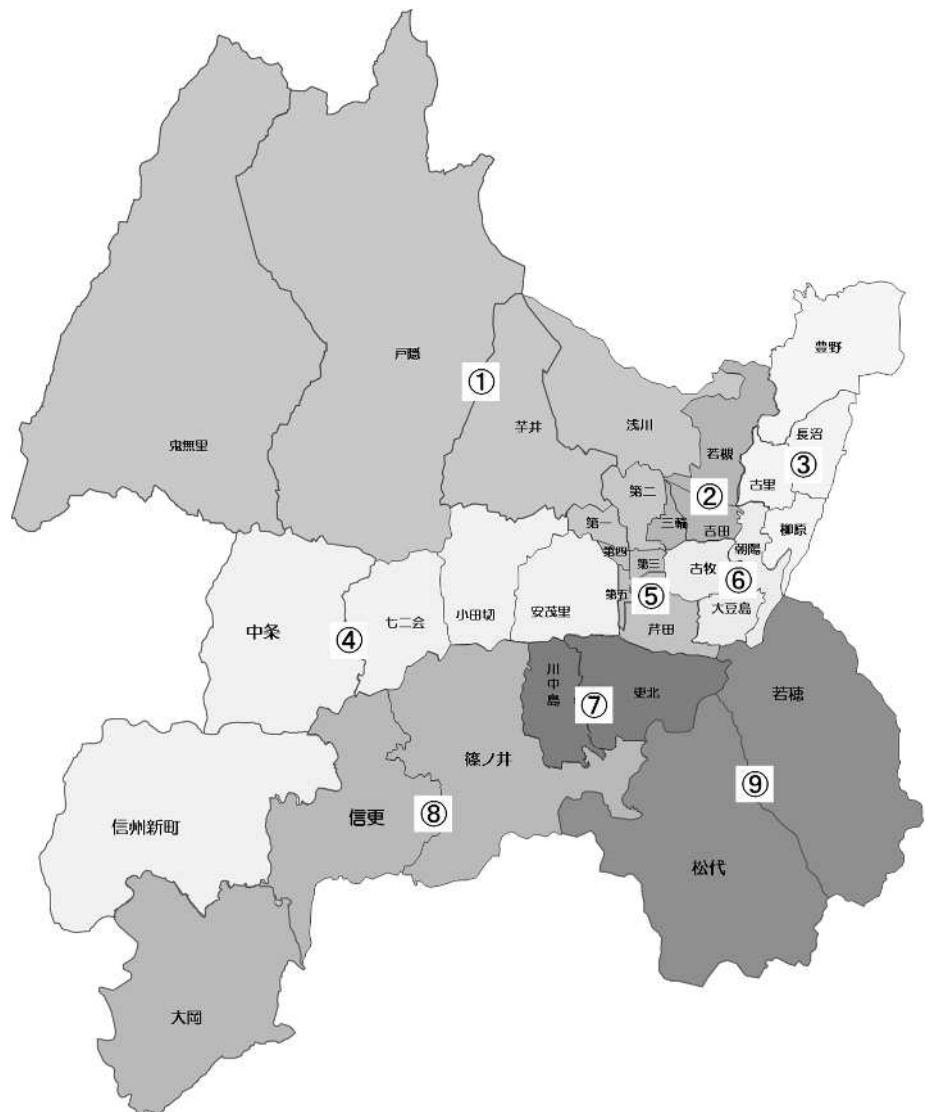 豊野
戸隠
①
芋井
浅川
長沼
鬼無里
若槻
③
古里
第二
②
第一
三輪
吉田
柳原
第四
第三
朝陽
古牧
⑥
第五
⑤
大豆島
小田切
安茂里
七二会
中条
④
芹田
川中島
更北
若穂
⑦
篠ノ井
⑨
信更
⑧
信州新町
松代
大岡